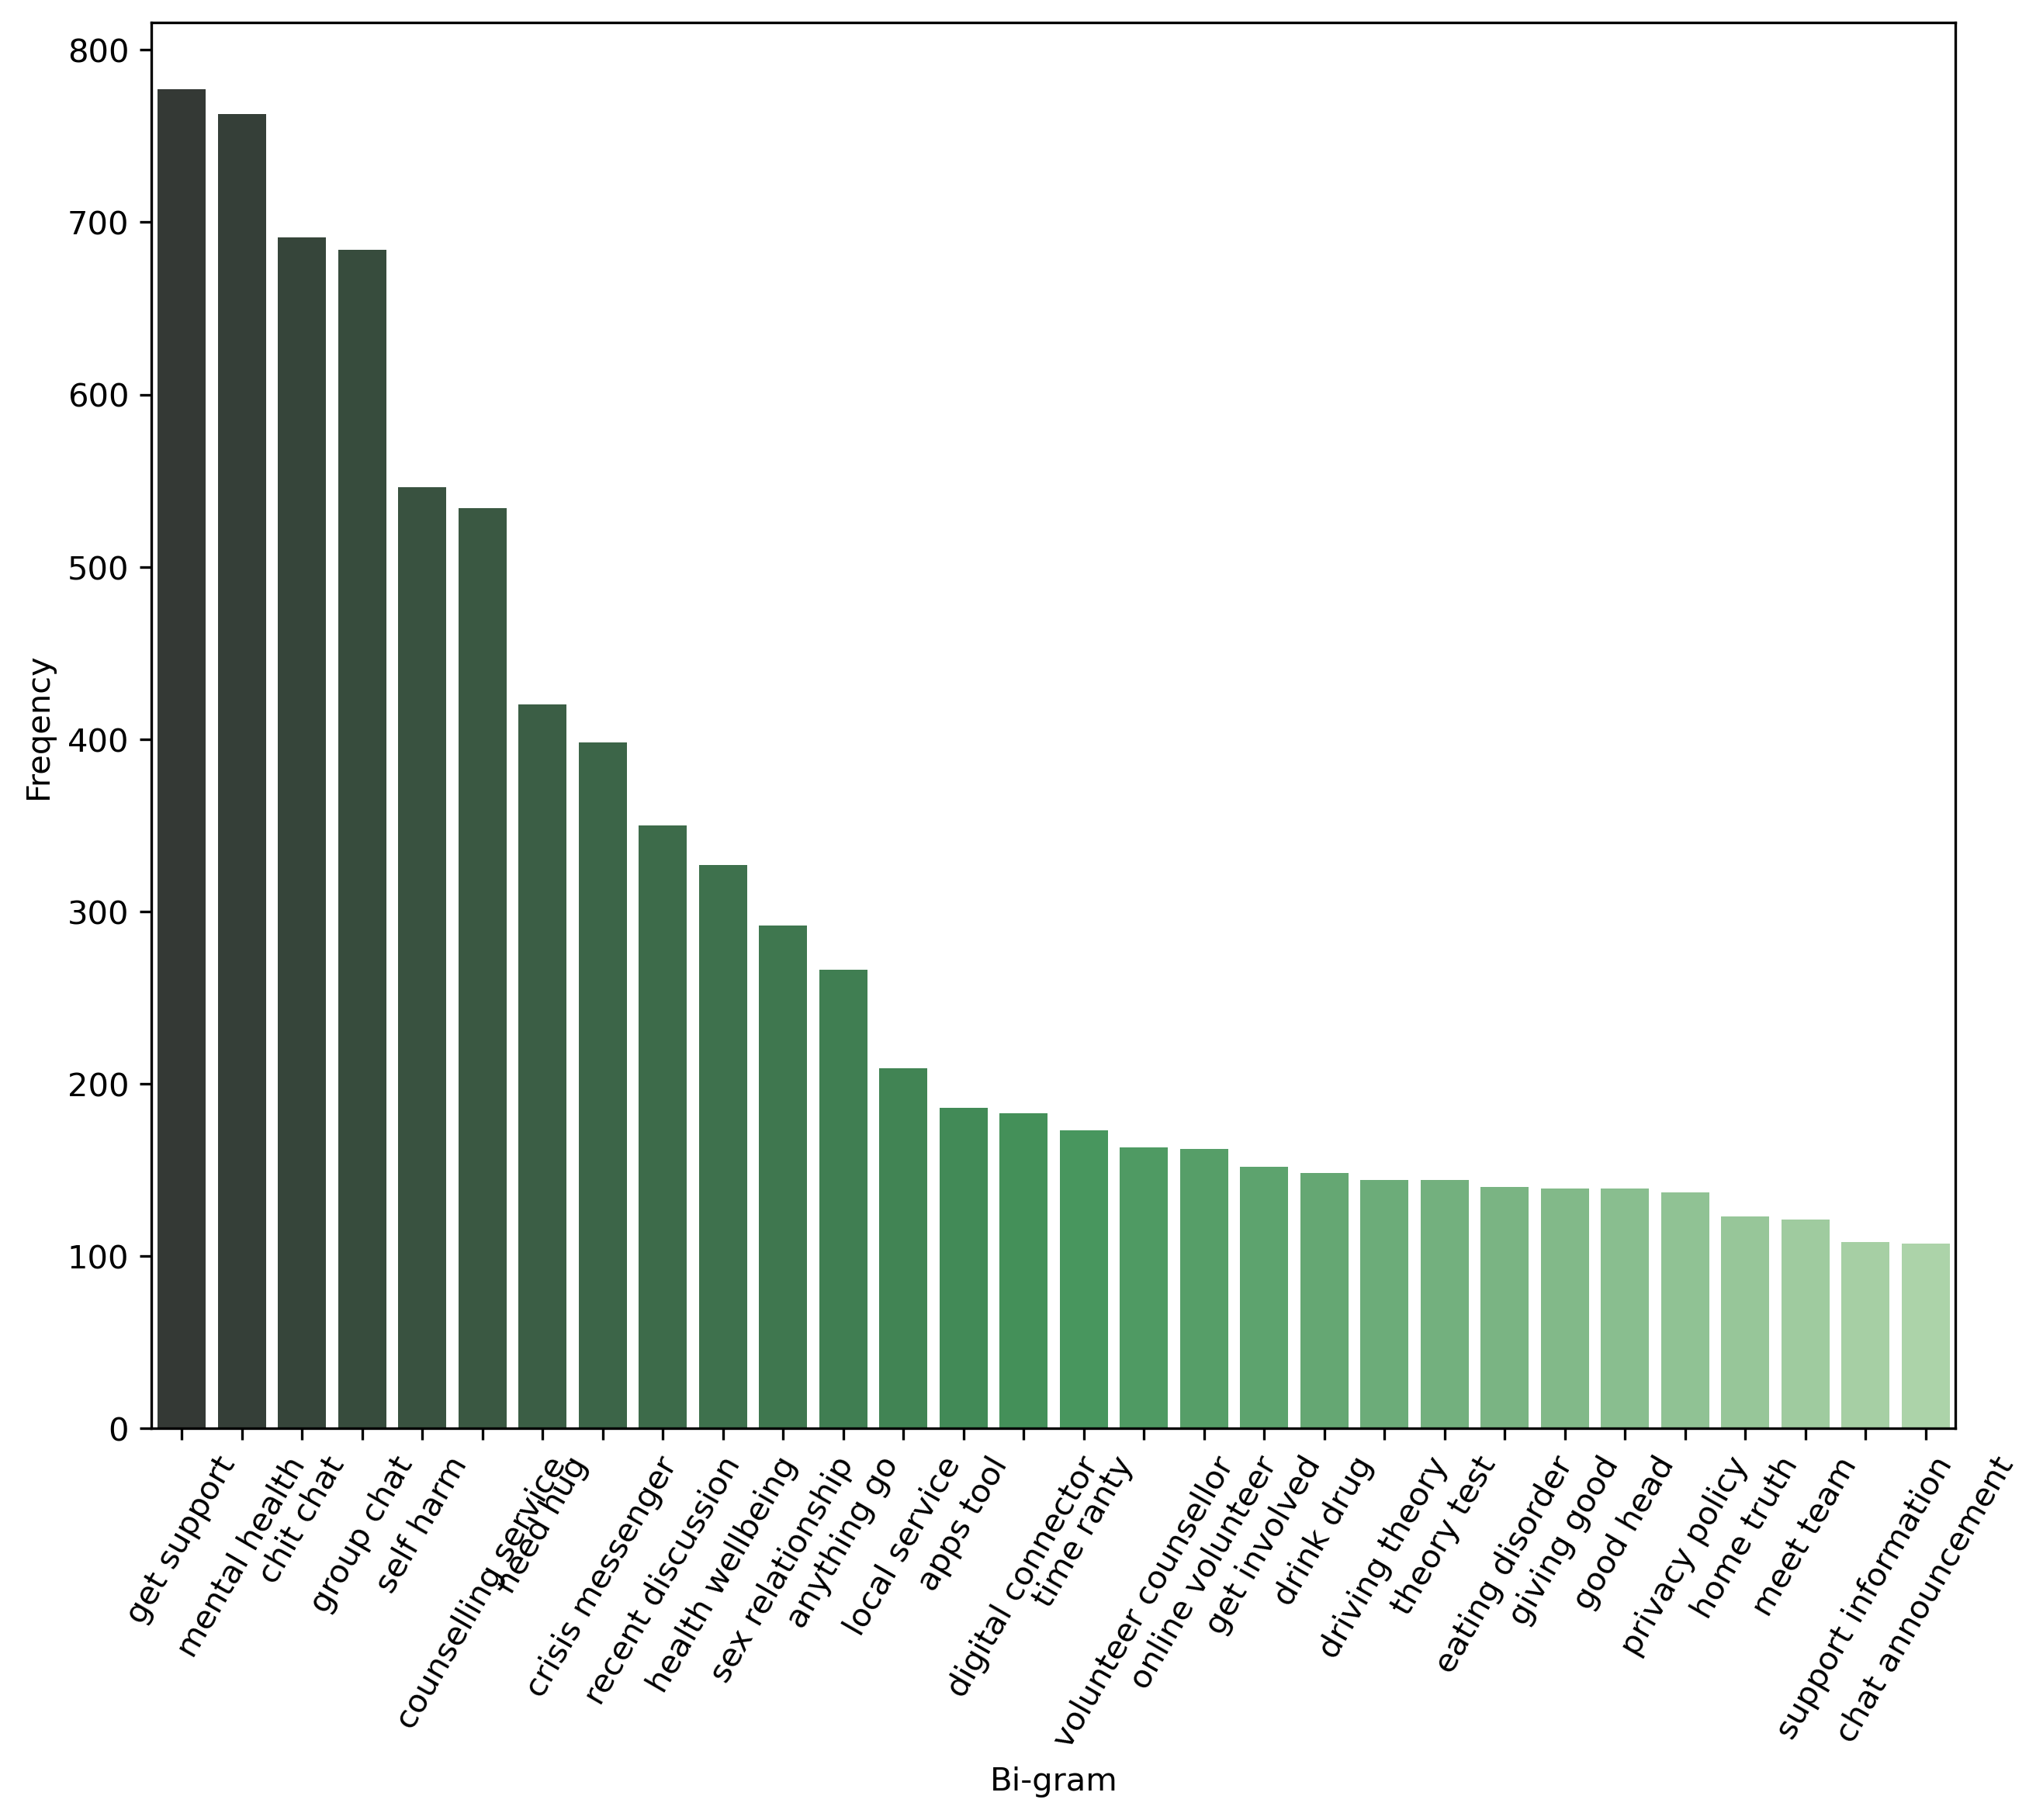 800
700
600
500
400
300
200
100
0
Freqency
get support
mental health
chit chat
group chat
self harm
counselling service
need hug
crisis messenger
recent discussion
health wellbeing
sex relationship
anything go
local service
apps tool
digital connector
time ranty
volunteer counsellor
online volunteer
get involved
drink drug
driving theory
theory test
eating disorder
giving good
good head
privacy policy
home truth
meet team
support information
chat announcement
Bi-gram